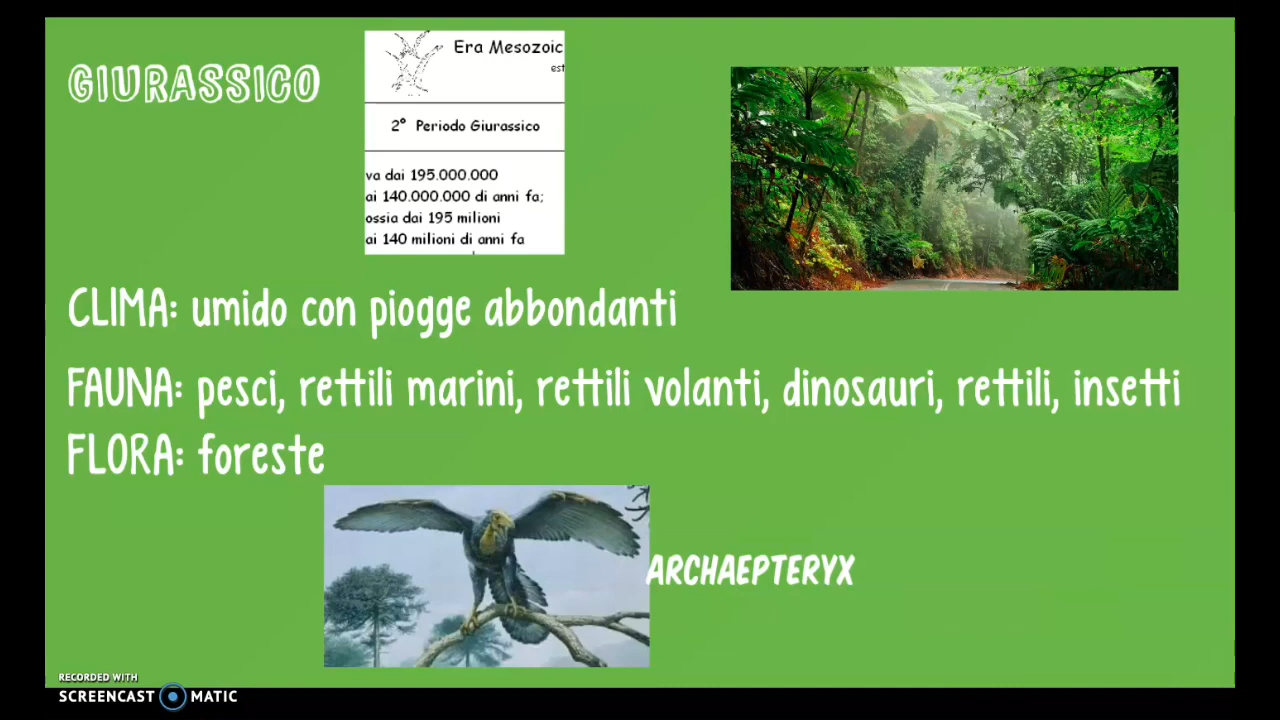 GIURASSICO
Era Mesozoic
est
2° Periodo Giurassico
va dai 195.000.000
ai 140.000.000 di anni fa;
ossia dai 195 milioni
ai 140 milioni di anni fa
CLIMA: umido con piogge abbondanti
FAUNA: pesci, rettili marini, rettili volanti, dinosauri, rettili, insetti
FLORA: foreste
ARCHAEPTERYX
RECORDED WITH
SCREENCAST MATIC